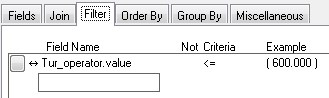 Fields Join Filter Order By Group By Miscellaneous
Field Name Not Criteria Example
↔ Tur_operator.value <= ( 600.000 )